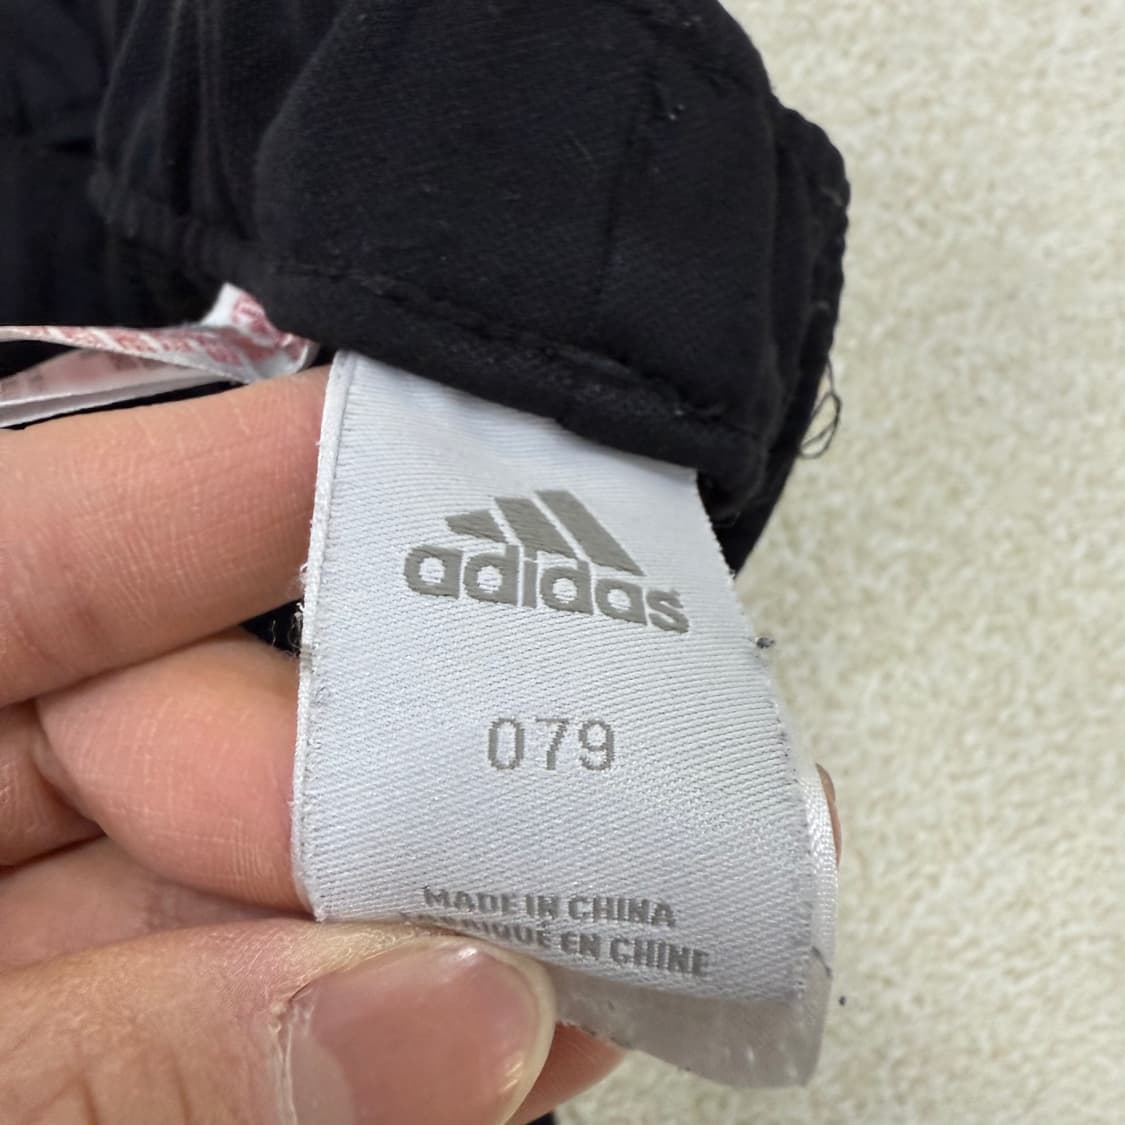 adidas
079
MADE IN CHINA
FABRIQUÉ EN CHINE